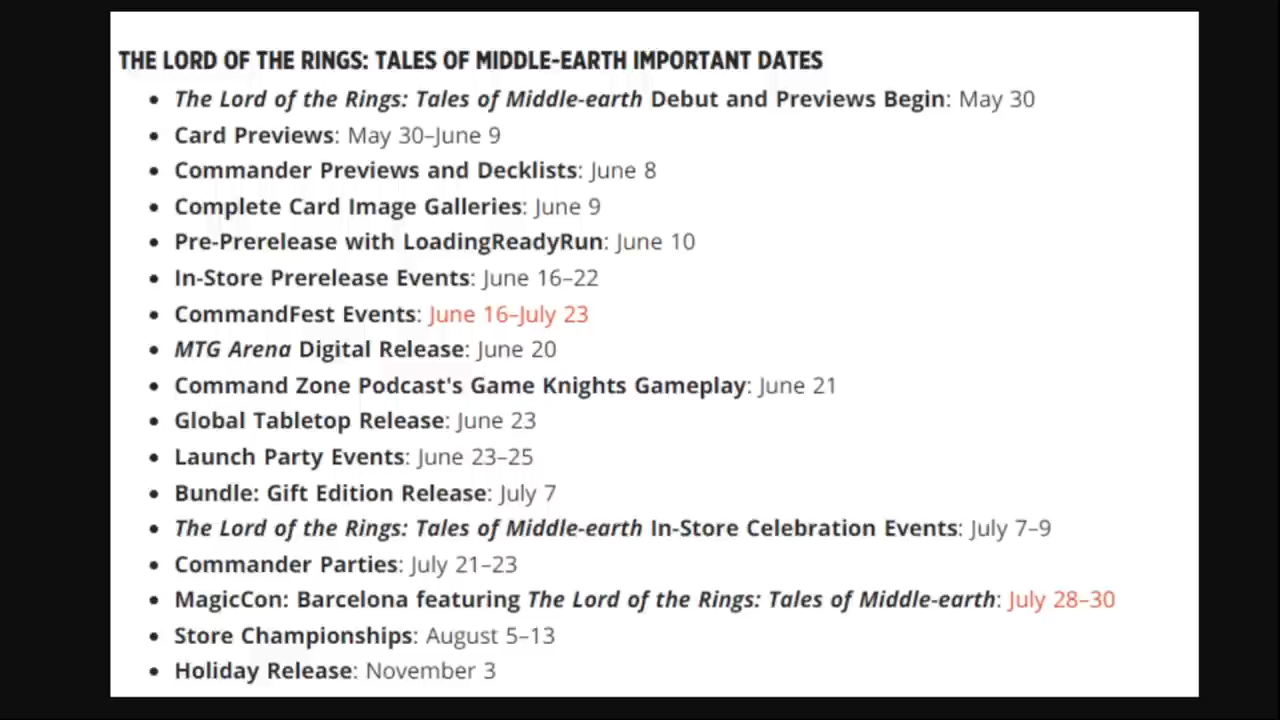 THE LORD OF THE RINGS: TALES OF MIDDLE-EARTH IMPORTANT DATES
• The Lord of the Rings: Tales of Middle-earth Debut and Previews Begin: May 30
• Card Previews: May 30–June 9
• Commander Previews and Decklists: June 8
• Complete Card Image Galleries: June 9
• Pre-Prerelease with LoadingReadyRun: June 10
• In-Store Prerelease Events: June 16–22
• CommandFest Events: June 16–July 23
• MTG Arena Digital Release: June 20
• Command Zone Podcast's Game Knights Gameplay: June 21
• Global Tabletop Release: June 23
• Launch Party Events: June 23–25
• Bundle: Gift Edition Release: July 7
• The Lord of the Rings: Tales of Middle-earth In-Store Celebration Events: July 7–9
• Commander Parties: July 21–23
• MagicCon: Barcelona featuring The Lord of the Rings: Tales of Middle-earth: July 28–30
• Store Championships: August 5–13
• Holiday Release: November 3